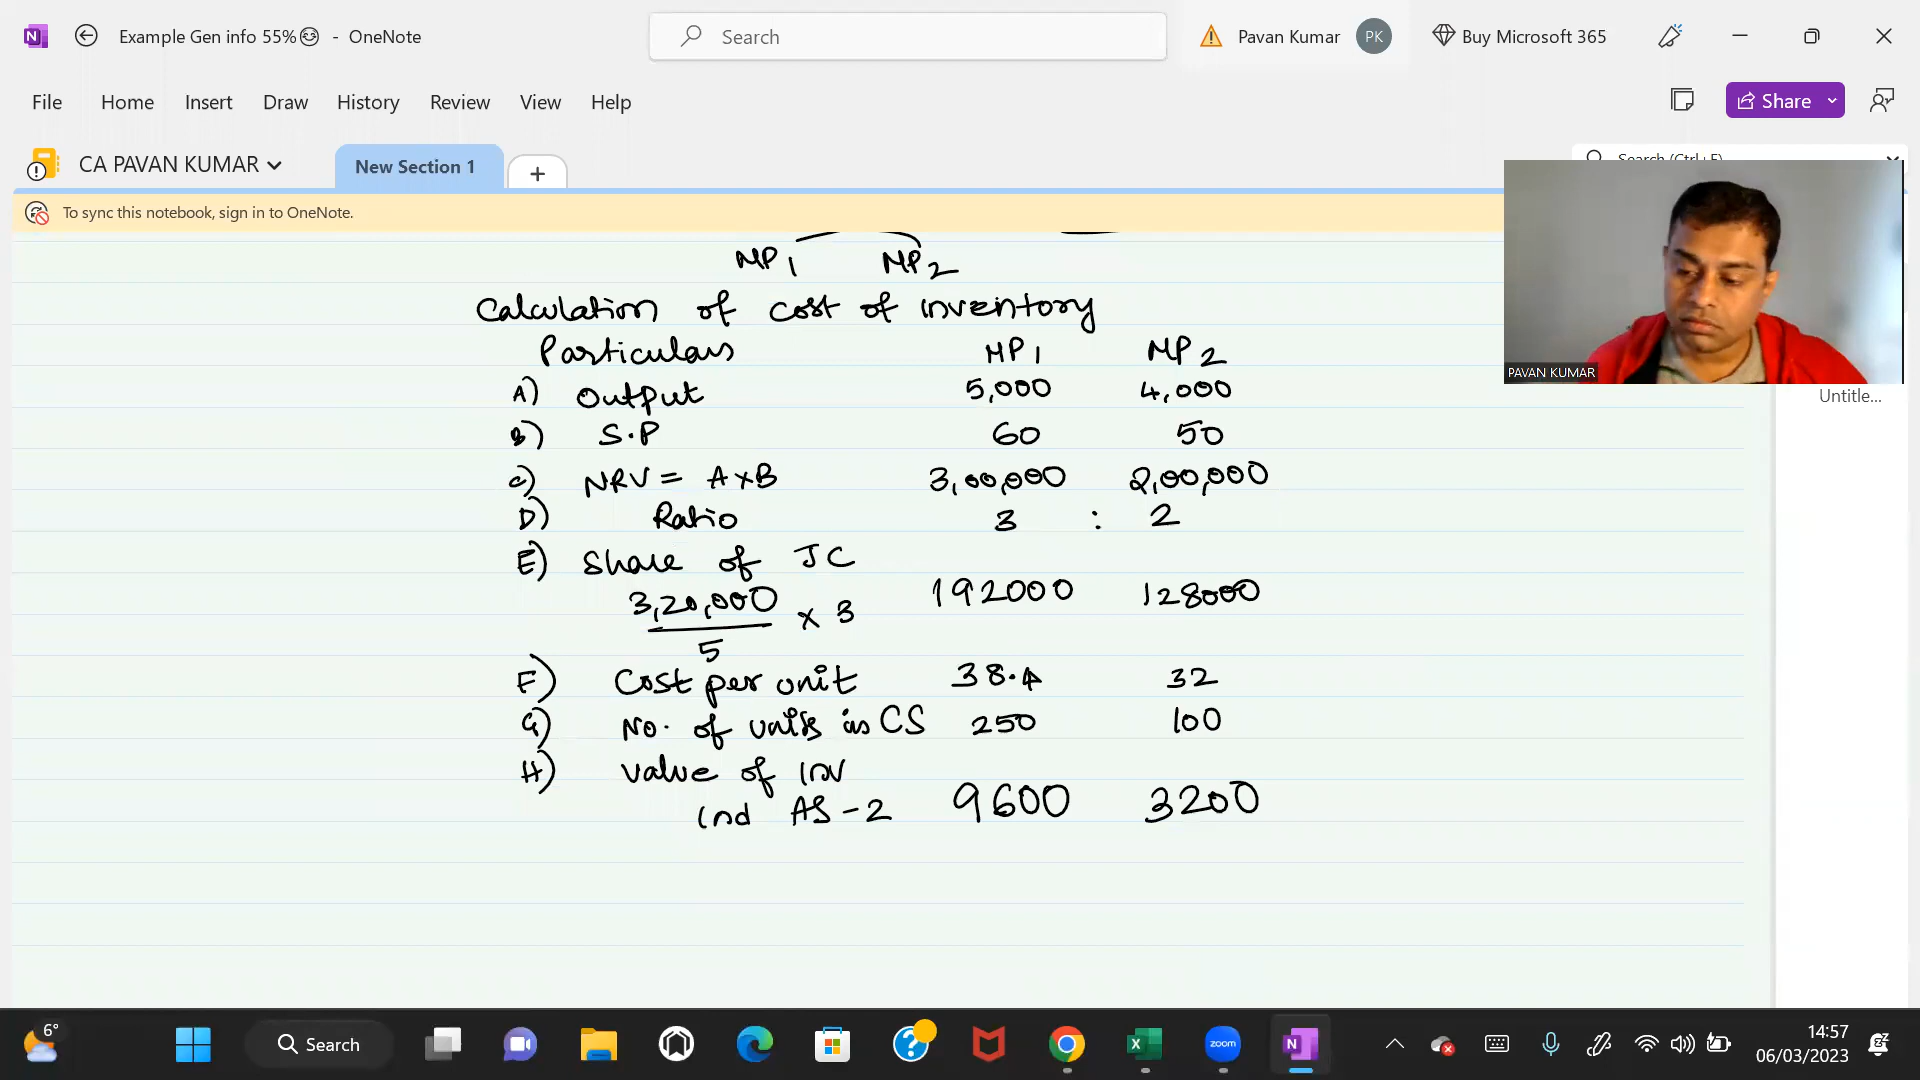 Example Gen info 55% - OneNote
Search
Pavan Kumar
PK
Buy Microsoft 365
File Home Insert Draw History Review View Help
Share
CA PAVAN KUMAR
New Section 1
+
To sync this notebook, sign in to OneNote.
MP1 MP2
Calculation of cost of inventory
Particulars MP1 MP2
A) Output 5,000 4,000
B) S.P 60 50
C) NRV = A×B 3,00,000 2,00,000
D) Ratio 3 : 2
E) Share of JC
3,20,000 × 3 192000 128000
5
F) Cost per unit 38.4 32
G) No. of units in CS 250 100
H) Value of Inv
Ind AS-2 9600 3200
PAVAN KUMAR
Untitle...
6°
Search
zoom
14:57
06/03/2023